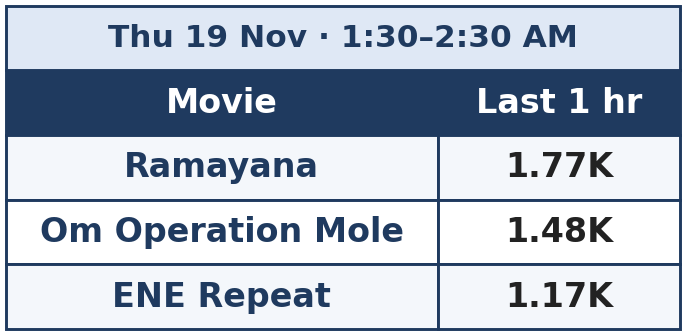 Thu 19 Nov · 1:30–2:30 AM
Movie Last 1 hr
Ramayana 1.77K
Om Operation Mole 1.48K
ENE Repeat 1.17K